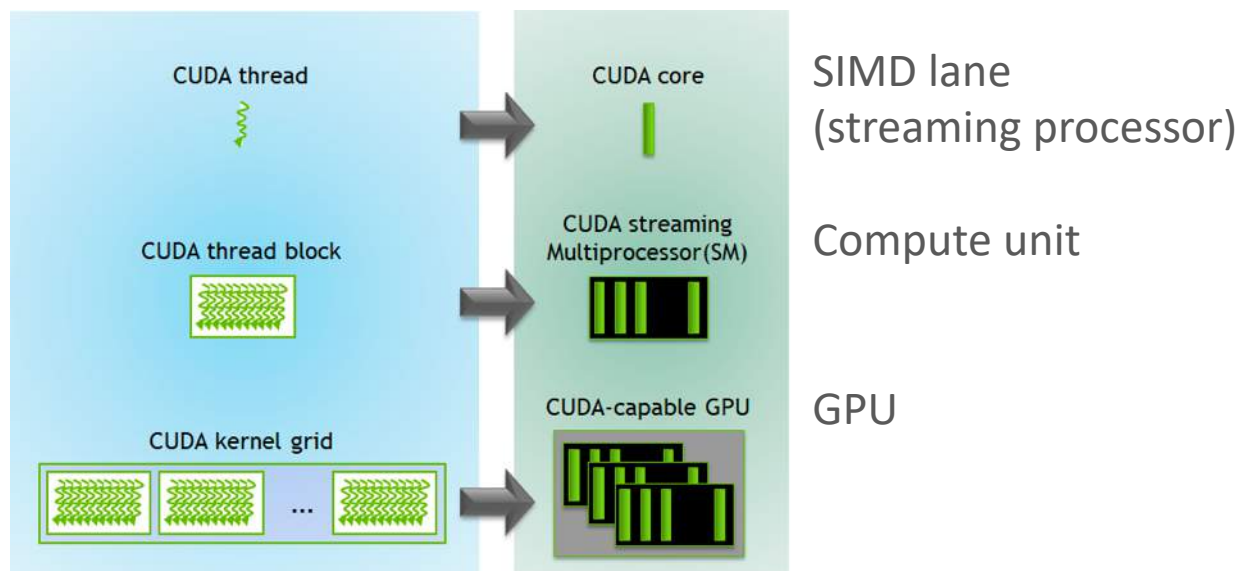 CUDA thread
CUDA core
SIMD lane
(streaming processor)
CUDA thread block
CUDA streaming
Multiprocessor(SM)
Compute unit
CUDA kernel grid
...
CUDA-capable GPU
GPU